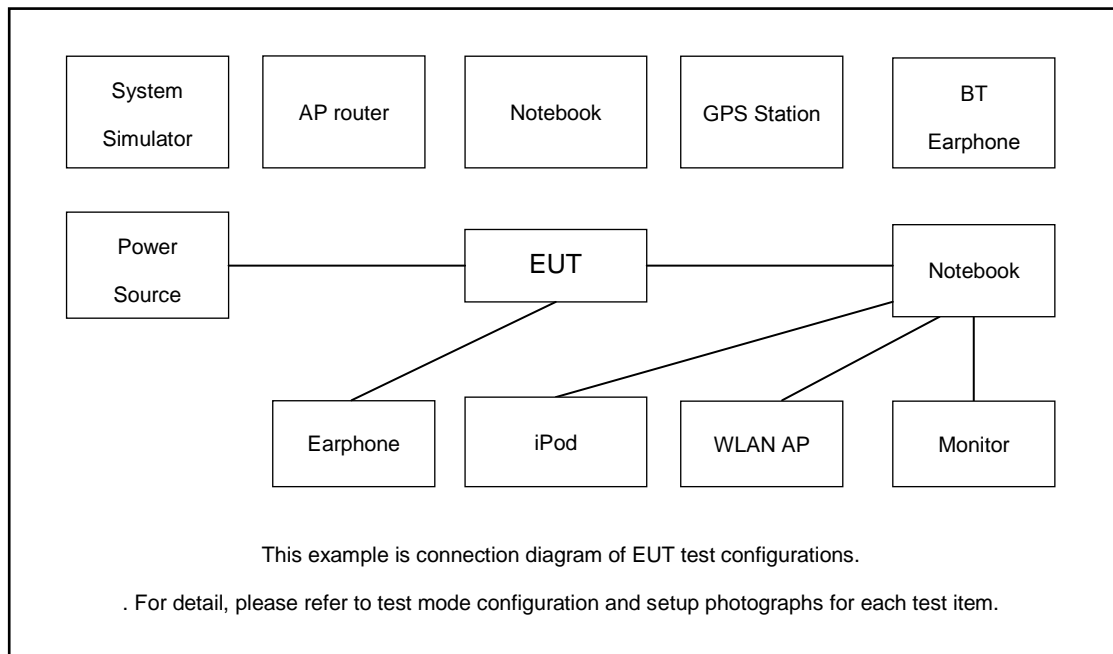 System
Simulator
AP router
Notebook
GPS Station
BT
Earphone
Power
Source
EUT
Notebook
Earphone
iPod
WLAN AP
Monitor
This example is connection diagram of EUT test configurations.
. For detail, please refer to test mode configuration and setup photographs for each test item.